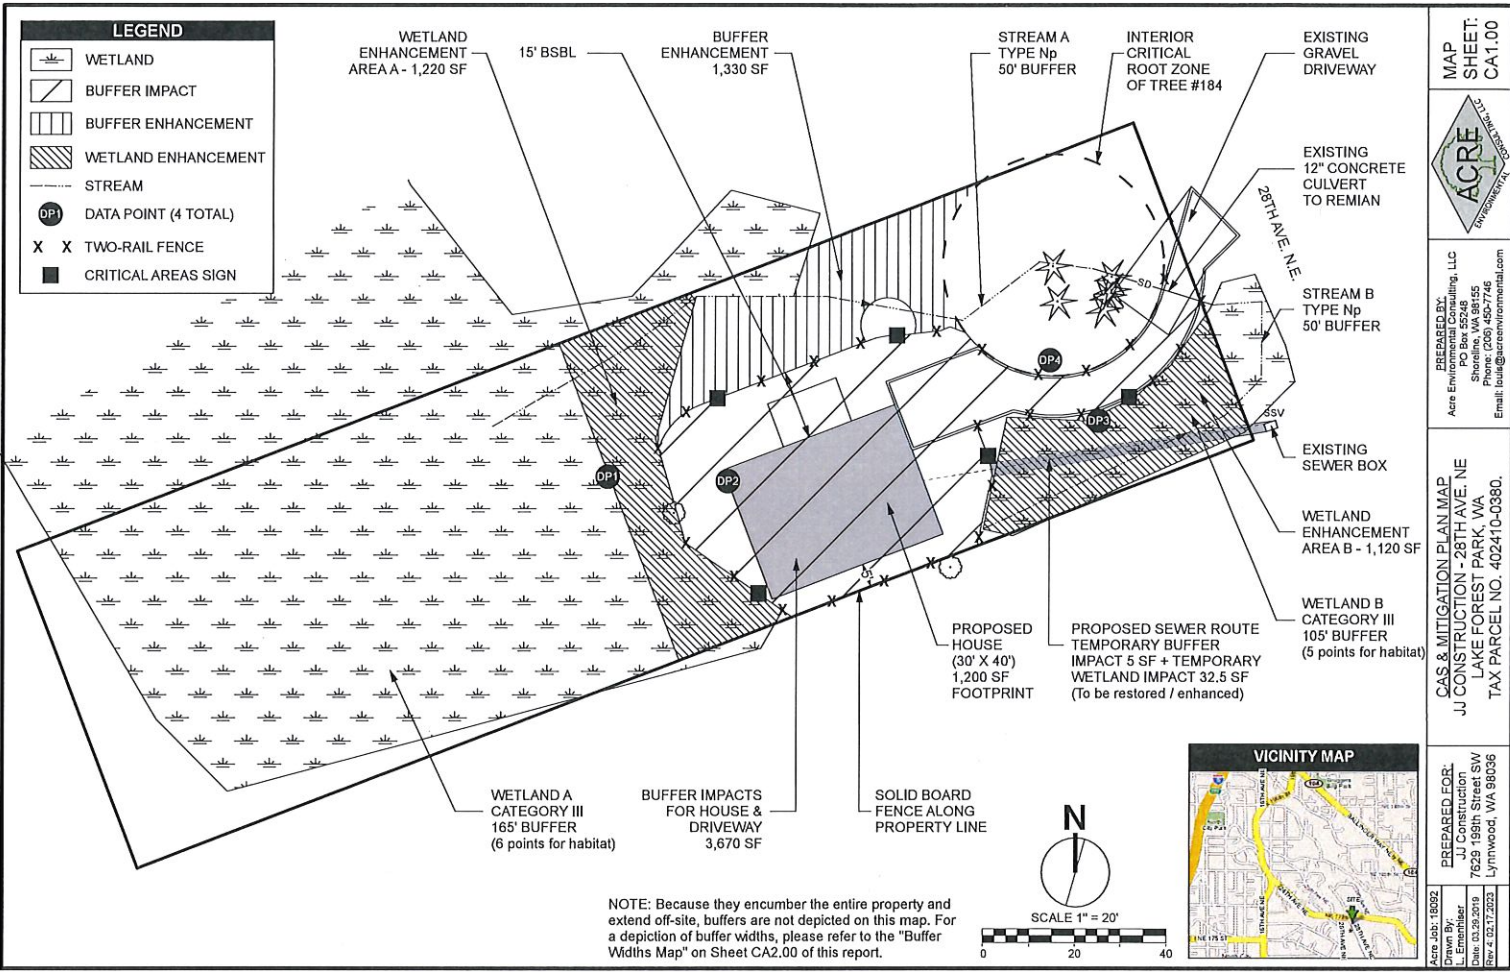 LEGEND
WETLAND
BUFFER IMPACT
BUFFER ENHANCEMENT
WETLAND ENHANCEMENT
STREAM
DP1
DATA POINT (4 TOTAL)
X X TWO-RAIL FENCE
CRITICAL AREAS SIGN
WETLAND
ENHANCEMENT
AREA A - 1,220 SF
15' BSBL
BUFFER
ENHANCEMENT
1,330 SF
STREAM A
TYPE Np
50' BUFFER
INTERIOR
CRITICAL
ROOT ZONE
OF TREE #184
EXISTING
GRAVEL
DRIVEWAY
EXISTING
12" CONCRETE
CULVERT
TO REMIAN
28TH AVE. N.E.
STREAM B
TYPE Np
50' BUFFER
SD
SSV
DP4
DP3
DP1
DP2
5'
EXISTING
SEWER BOX
WETLAND
ENHANCEMENT
AREA B - 1,120 SF
WETLAND B
CATEGORY III
105' BUFFER
(5 points for habitat)
PROPOSED
HOUSE
(30' X 40')
1,200 SF
FOOTPRINT
PROPOSED SEWER ROUTE
TEMPORARY BUFFER
IMPACT 5 SF + TEMPORARY
WETLAND IMPACT 32.5 SF
(To be restored / enhanced)
WETLAND A
CATEGORY III
165' BUFFER
(6 points for habitat)
BUFFER IMPACTS
FOR HOUSE &
DRIVEWAY
3,670 SF
SOLID BOARD
FENCE ALONG
PROPERTY LINE
N
SCALE 1" = 20'
0 20 40
NOTE: Because they encumber the entire property and
extend off-site, buffers are not depicted on this map. For
a depiction of buffer widths, please refer to the "Buffer
Widths Map" on Sheet CA2.00 of this report.
VICINITY MAP
SITE
NE 175 ST
MAP
SHEET:
CA1.00
ACRE
ENVIRONMENTAL
CONSULTING, LLC
PREPARED BY:
Acre Environmental Consulting, LLC
PO Box 55248
Shoreline, WA 98155
Phone: (206) 450-7746
Email: louis@acreenvironmental.com
CAS & MITIGATION PLAN MAP
JJ CONSTRUCTION - 28TH AVE. NE
LAKE FOREST PARK, WA
TAX PARCEL NO. 402410-0380.
PREPARED FOR:
JJ Construction
7629 199th Street SW
Lynnwood, WA 98036
Acre Job: 18092
Drawn By:
L. Emenhiser
Date: 03.29.2019
Rev 4: 02.17.2023